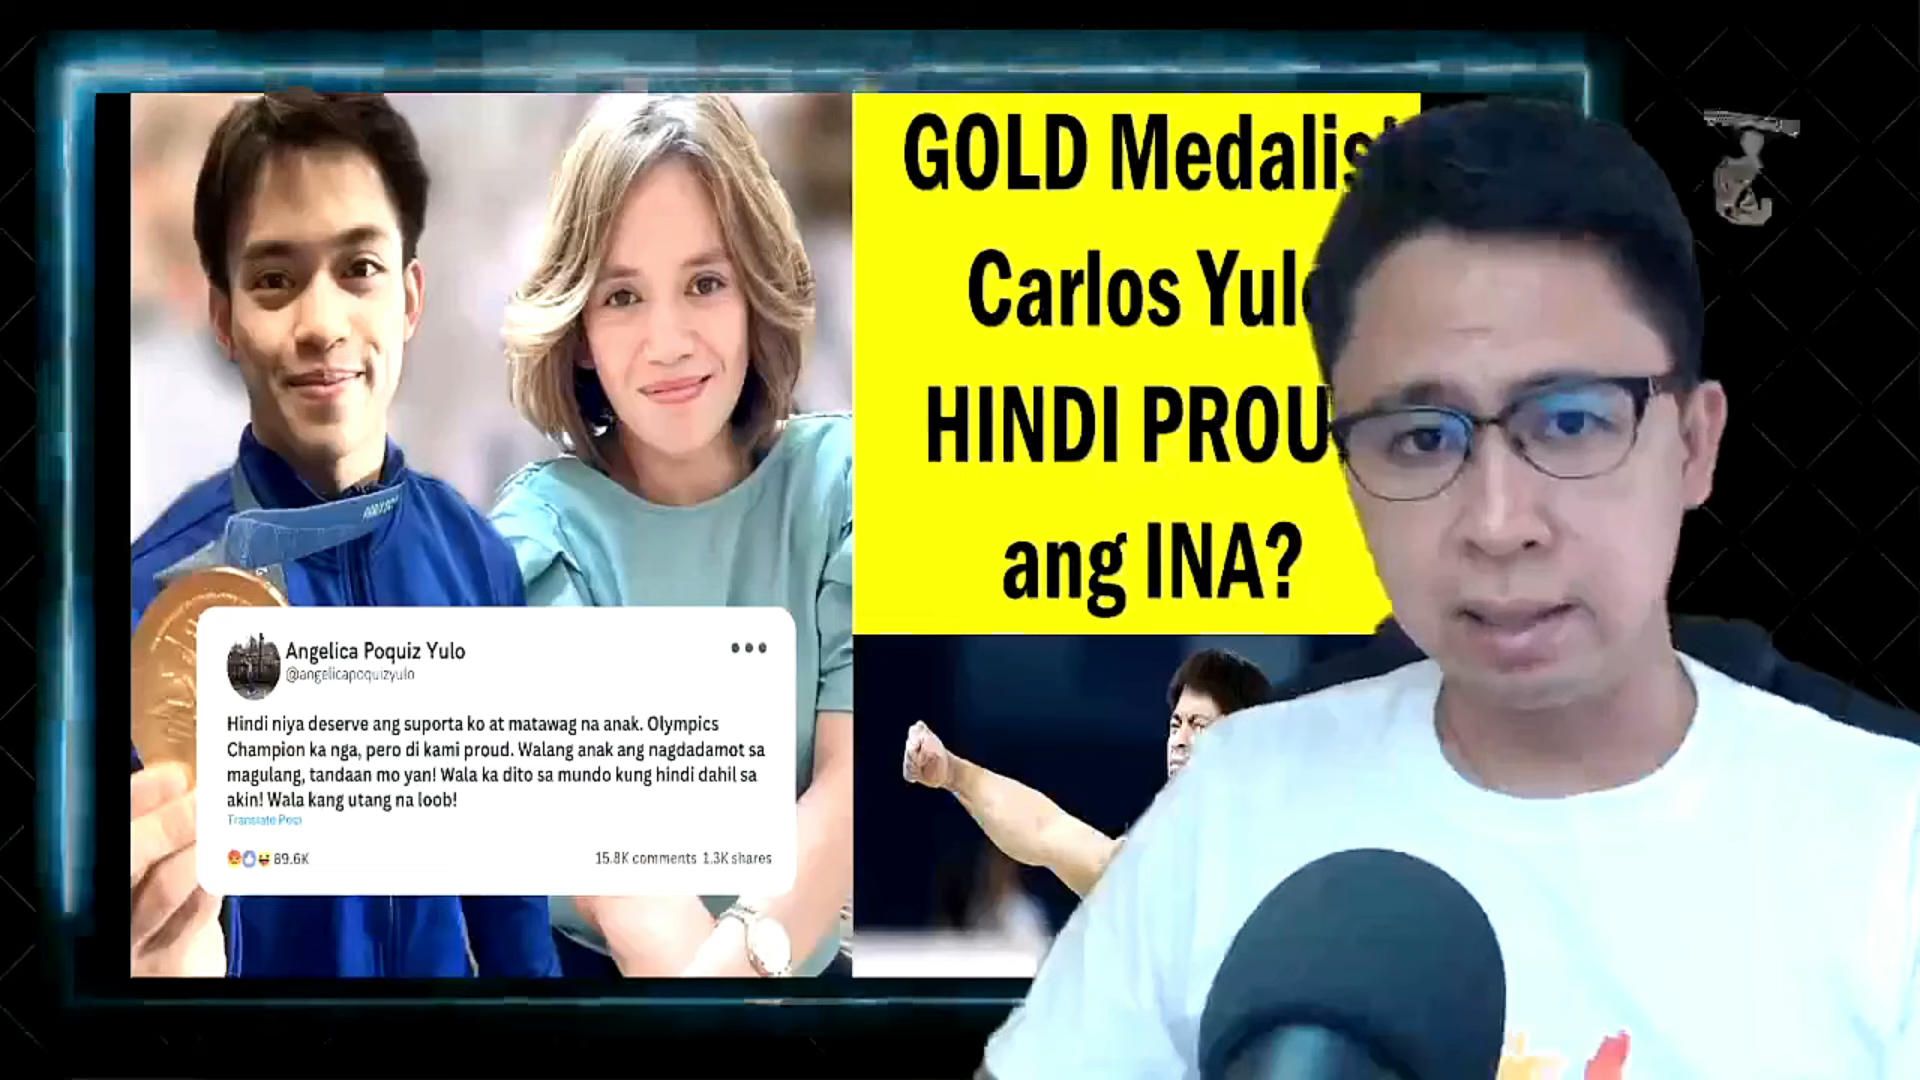 GOLD Medalis
Carlos Yul
HINDI PROU
ang INA?
Angelica Poquiz Yulo
@angelicapoquizyulo
Hindi niya deserve ang suporta ko at matawag na anak. Olympics
Champion ka nga, pero di kami proud. Walang anak ang nagdadamot sa
magulang, tandaan mo yan! Wala ka dito sa mundo kung hindi dahil sa
akin! Wala kang utang na loob!
Translate Post
89.6K
15.8K comments 1.3K shares